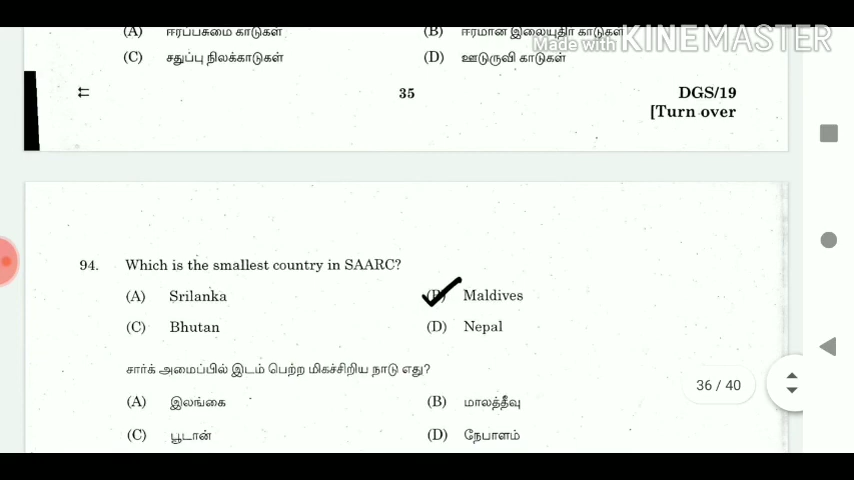 (A) ஈரப்பசுமை காடுகள் (B) ஈரமான இலையுதிர் காடுகள்
Made with KINEMASTER
(C) சதுப்பு நிலக்காடுகள் (D) ஊடுருவி காடுகள்
⇇ 35 DGS/19
[Turn over
94. Which is the smallest country in SAARC?
(A) Srilanka (B) Maldives
(C) Bhutan (D) Nepal
சார்க் அமைப்பில் இடம் பெற்ற மிகச்சிறிய நாடு எது?
36 / 40
(A) இலங்கை (B) மாலத்தீவு
(C) பூடான் (D) நேபாளம்